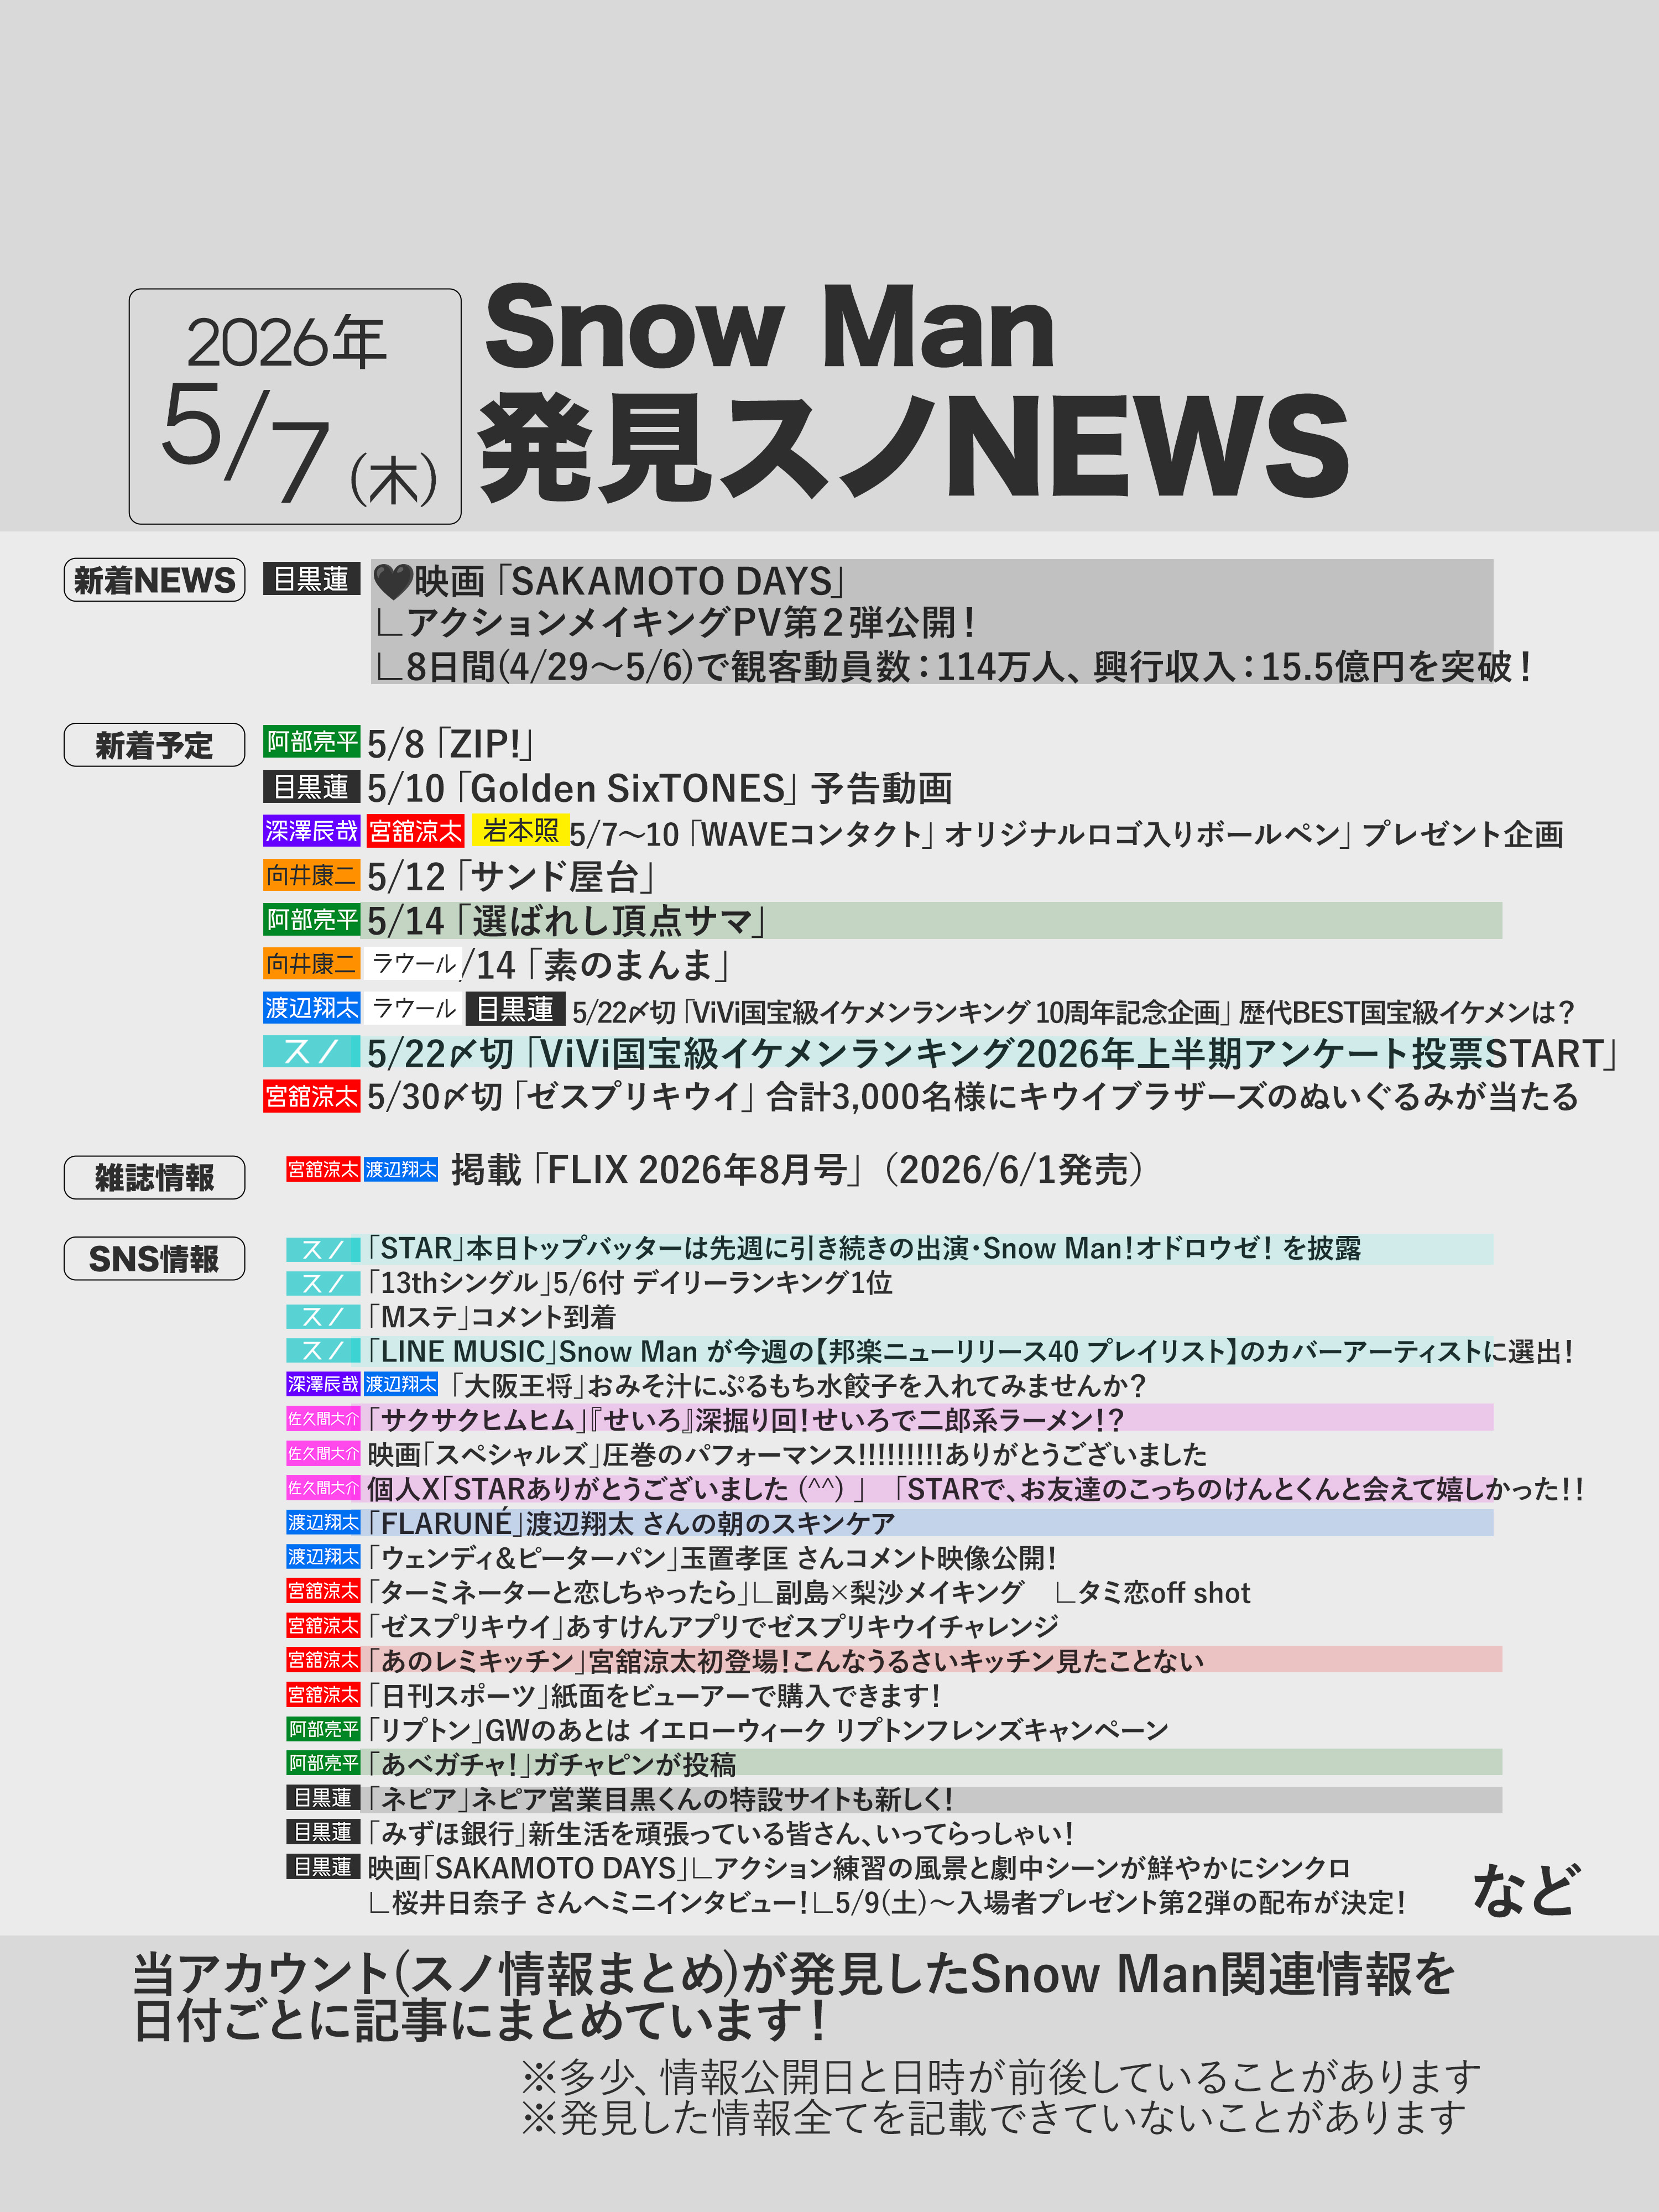 2026年
5/7(木)
Snow Man
発見スノNEWS
新着NEWS 目黒蓮 🖤映画「SAKAMOTO DAYS」
∟アクションメイキングPV第２弾公開！
∟8日間(4/29〜5/6)で観客動員数：114万人、興行収入：15.5億円を突破！
新着予定 阿部亮平 5/8「ZIP!」
目黒蓮 5/10「Golden SixTONES」予告動画
深澤辰哉 宮舘涼太 岩本照 5/7〜10「WAVEコンタクト」オリジナルロゴ入りボールペン」プレゼント企画
向井康二 5/12「サンド屋台」
阿部亮平 5/14「選ばれし頂点サマ」
向井康二 ラウール /14「素のまんま」
渡辺翔太 ラウール 目黒蓮 5/22〆切「ViVi国宝級イケメンランキング 10周年記念企画」歴代BEST国宝級イケメンは？
スノ 5/22〆切「ViVi国宝級イケメンランキング2026年上半期アンケート投票START」
宮舘涼太 5/30〆切「ゼスプリキウイ」合計3,000名様にキウイブラザーズのぬいぐるみが当たる
雑誌情報 宮舘涼太 渡辺翔太 掲載「FLIX 2026年8月号」（2026/6/1発売）
SNS情報 スノ 「STAR」本日トップバッターは先週に引き続きの出演・Snow Man！オドロウゼ！ を披露
スノ 「13thシングル」5/6付 デイリーランキング1位
スノ 「Mステ」コメント到着
スノ 「LINE MUSIC」Snow Man が今週の【邦楽ニューリリース40 プレイリスト】のカバーアーティストに選出！
深澤辰哉 渡辺翔太 「大阪王将」おみそ汁にぷるもち水餃子を入れてみませんか？
佐久間大介 「サクサクヒムヒム」『せいろ』深掘り回！せいろで二郎系ラーメン！？
佐久間大介 映画「スペシャルズ」圧巻のパフォーマンス!!!!!!!!!ありがとうございました
佐久間大介 個人X「STARありがとうございました (^^) 」 「STARで、お友達のこっちのけんとくんと会えて嬉しかった！！
渡辺翔太 「FLARUNÉ」渡辺翔太 さんの朝のスキンケア
渡辺翔太 「ウェンディ&ピーターパン」玉置孝匡 さんコメント映像公開！
宮舘涼太 「ターミネーターと恋しちゃったら」∟副島×梨沙メイキング ∟タミ恋off shot
宮舘涼太 「ゼスプリキウイ」あすけんアプリでゼスプリキウイチャレンジ
宮舘涼太 「あのレミキッチン」宮舘涼太初登場！こんなうるさいキッチン見たことない
宮舘涼太 「日刊スポーツ」紙面をビューアーで購入できます！
阿部亮平 「リプトン」GWのあとは イエローウィーク リプトンフレンズキャンペーン
阿部亮平 「あべガチャ！」ガチャピンが投稿
目黒蓮 「ネピア」ネピア営業目黒くんの特設サイトも新しく！
目黒蓮 「みずほ銀行」新生活を頑張っている皆さん、いってらっしゃい！
目黒蓮 映画「SAKAMOTO DAYS」∟アクション練習の風景と劇中シーンが鮮やかにシンクロ
∟桜井日奈子 さんへミニインタビュー！∟5/9(土)〜入場者プレゼント第2弾の配布が決定！
など
当アカウント(スノ情報まとめ)が発見したSnow Man関連情報を
日付ごとに記事にまとめています！
※多少、情報公開日と日時が前後していることがあります
※発見した情報全てを記載できていないことがあります